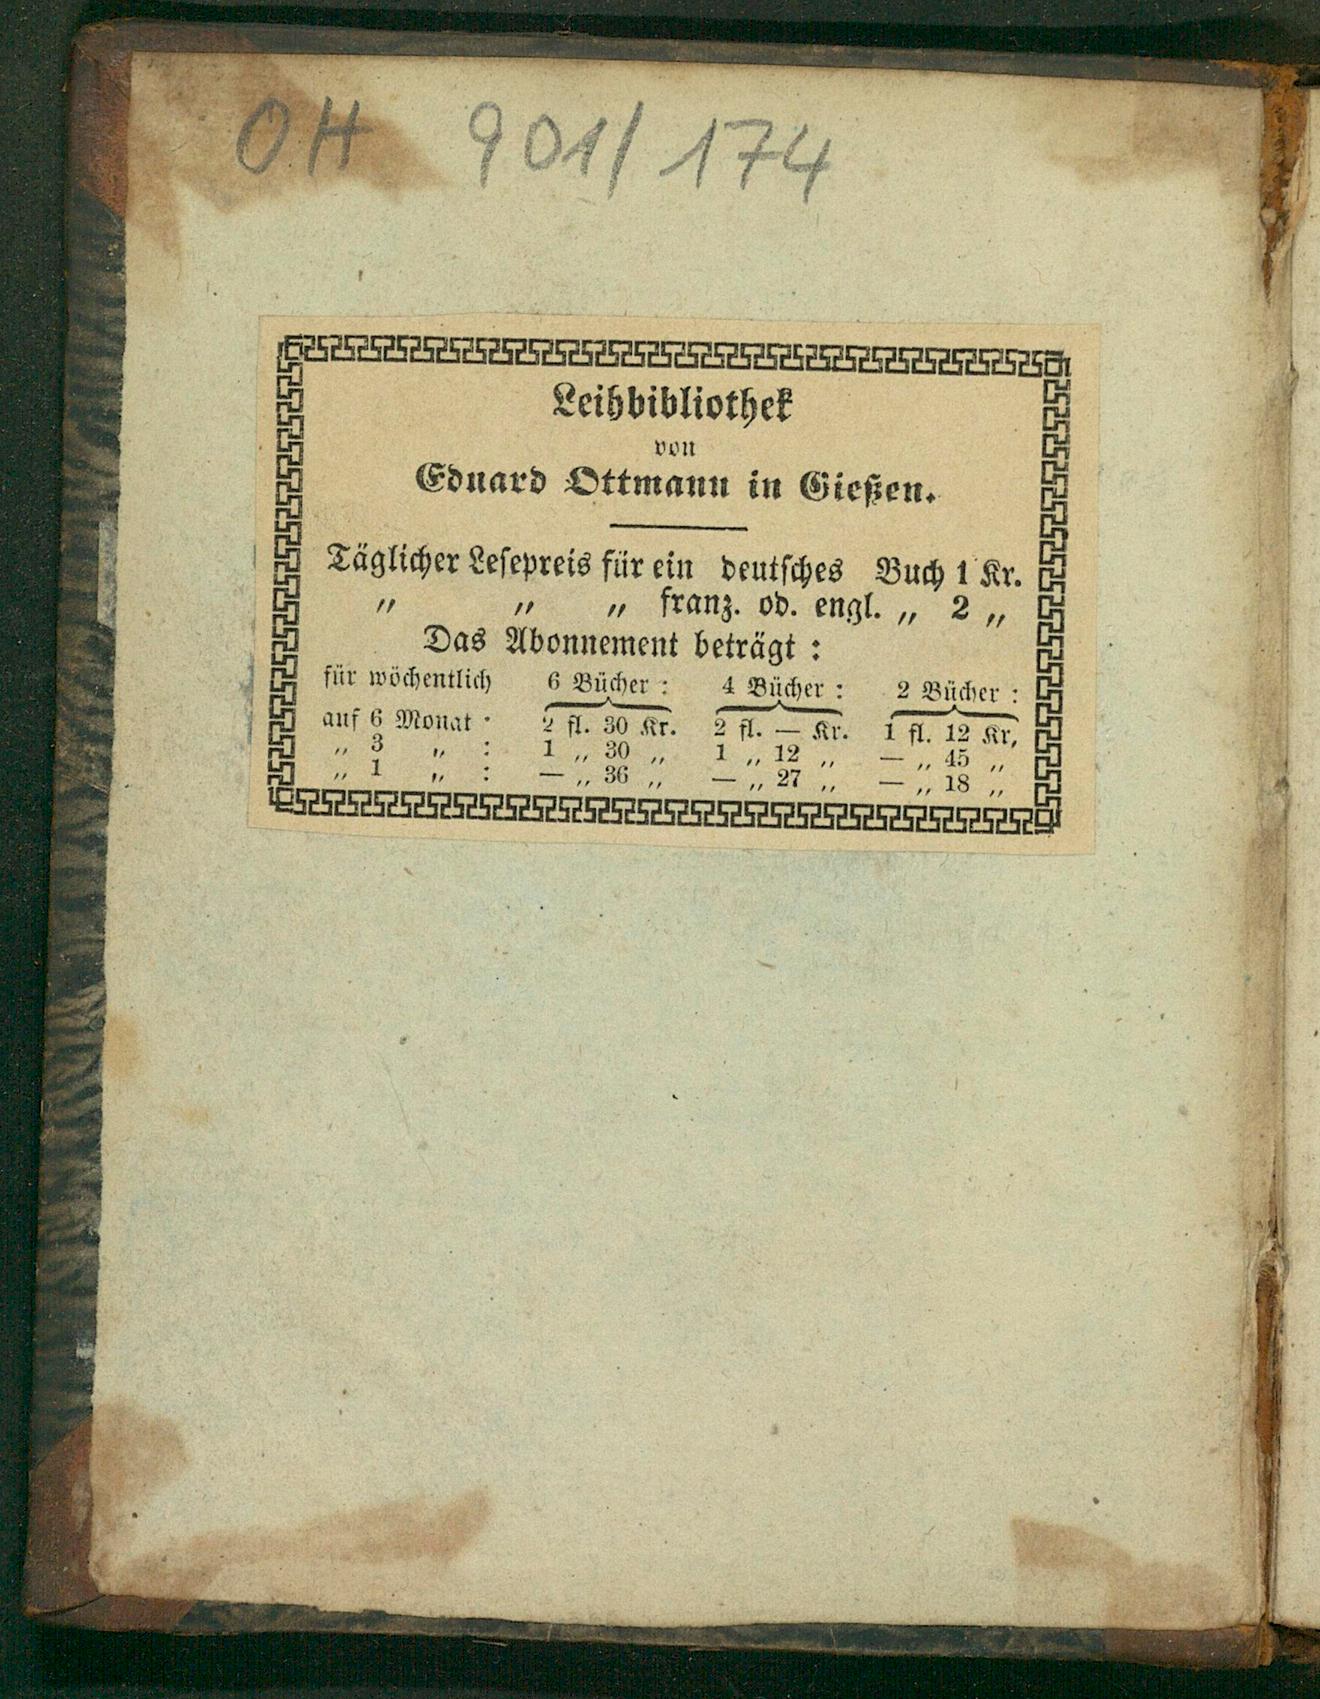 OH 901/174
Leihbibliothek
von
Eduard Ottmann in Gießen.
Täglicher Lesepreis für ein deutsches Buch 1 Kr.
„ „ „ franz. od. engl. „ 2 „
Das Abonnement beträgt :
für wöchentlich 6 Bücher : 4 Bücher : 2 Bücher :
auf 6 Monat : 2 fl. 30 Kr. 2 fl. — Kr. 1 fl. 12 Kr,
„ 3 „ : 1 „ 30 „ 1 „ 12 „ — „ 45 „
„ 1 „ : — „ 36 „ — „ 27 „ — „ 18 „